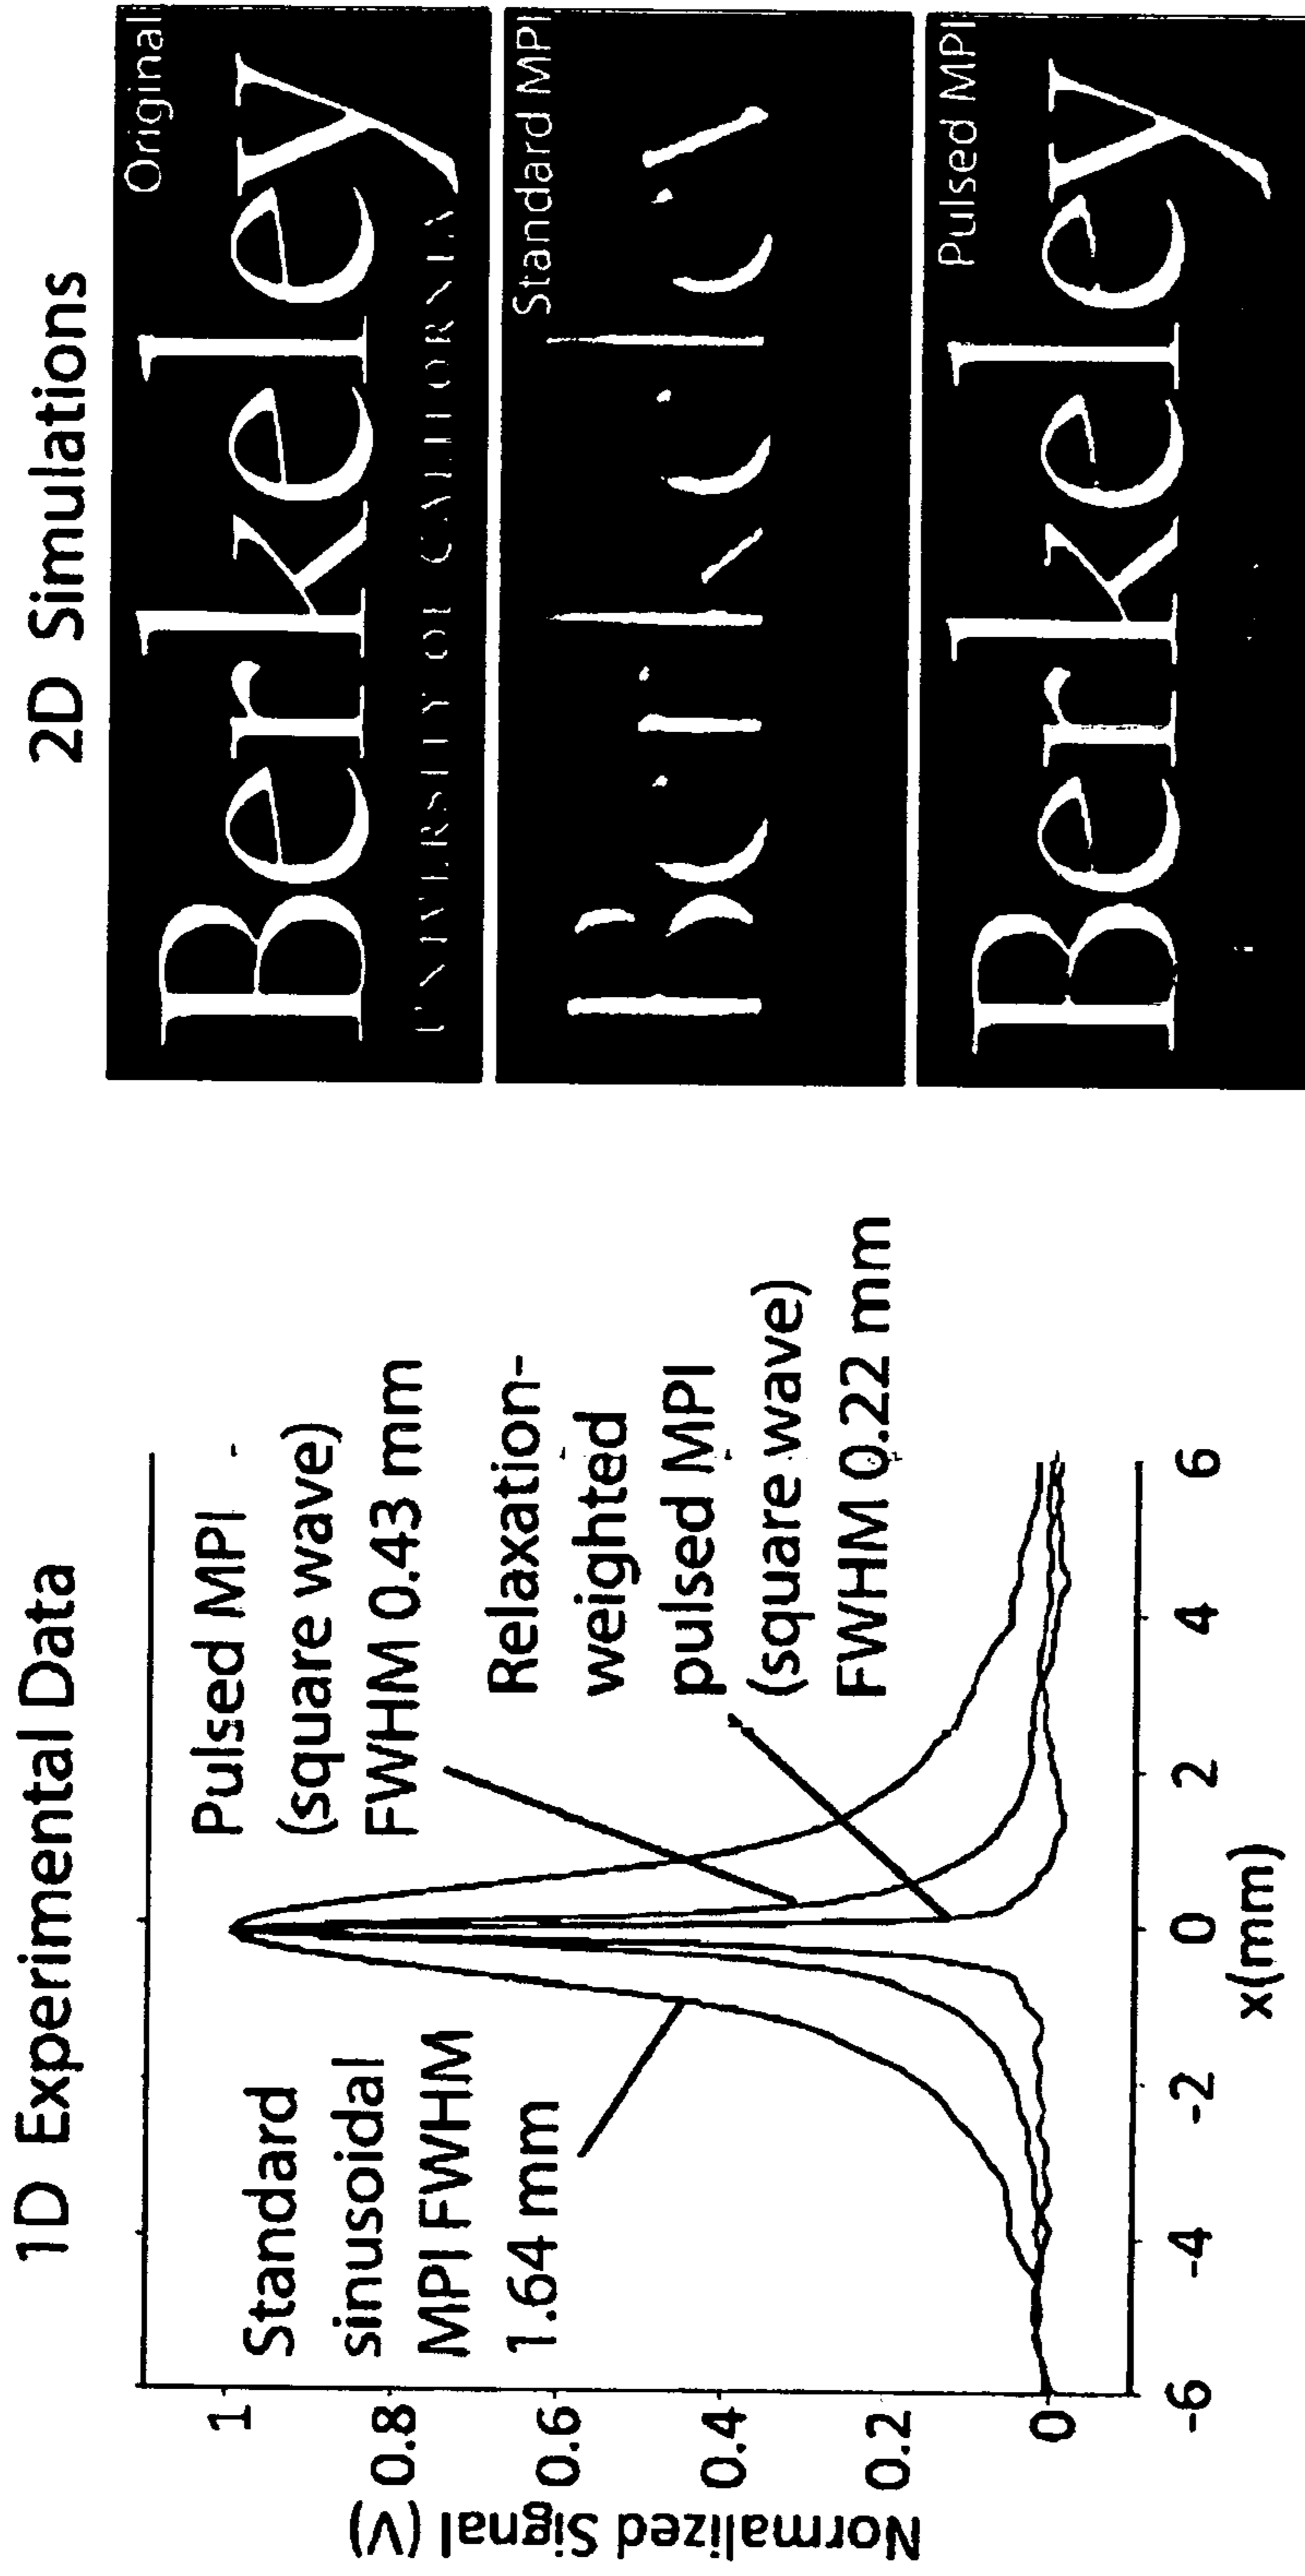 1D Experimental Data
Normalized Signal (V)
1
0.8
0.6
0.4
0.2
0
-6
-4
-2
0
2
4
6
x(mm)
Standard
sinusoidal
MPI FWHM
1.64 mm
Pulsed MPI
(square wave)
FWHM 0.43 mm
Relaxation-
weighted
pulsed MPI
(square wave)
FWHM 0.22 mm
2D Simulations
Original
Berkeley
UNIVERSITY OF CALIFORNIA
Standard MPI
Pulsed MPI
Berkeley